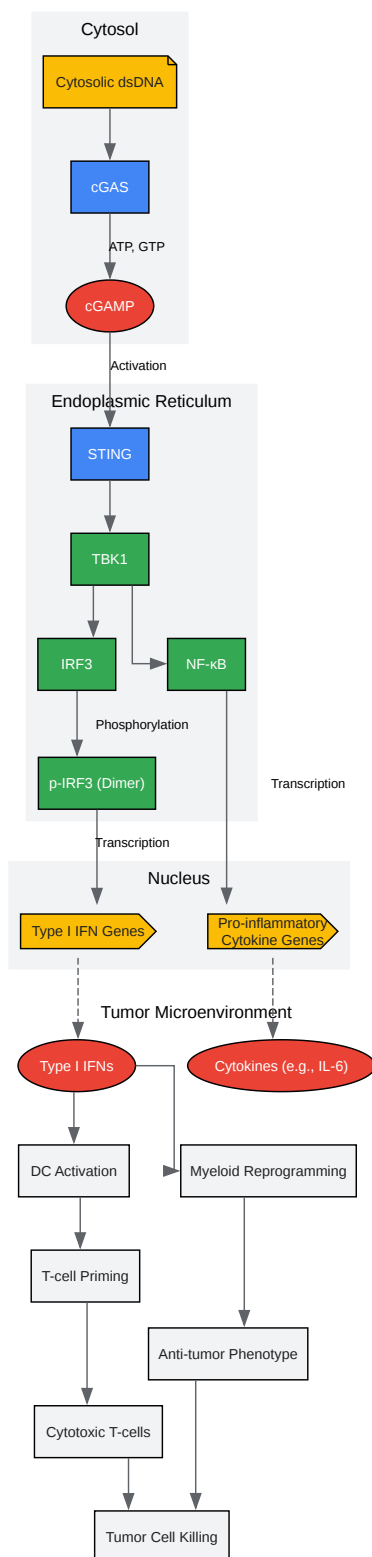 Cytosol
Cytosolic dsDNA
cGAS
ATP, GTP
cGAMP
Activation
Endoplasmic Reticulum
STING
TBK1
IRF3
NF-κB
Phosphorylation
p-IRF3 (Dimer)
Transcription
Transcription
Nucleus
Type I IFN Genes
Pro-inflammatory
Cytokine Genes
Tumor Microenvironment
Type I IFNs
Cytokines (e.g., IL-6)
DC Activation
Myeloid Reprogramming
T-cell Priming
Anti-tumor Phenotype
Cytotoxic T-cells
Tumor Cell Killing